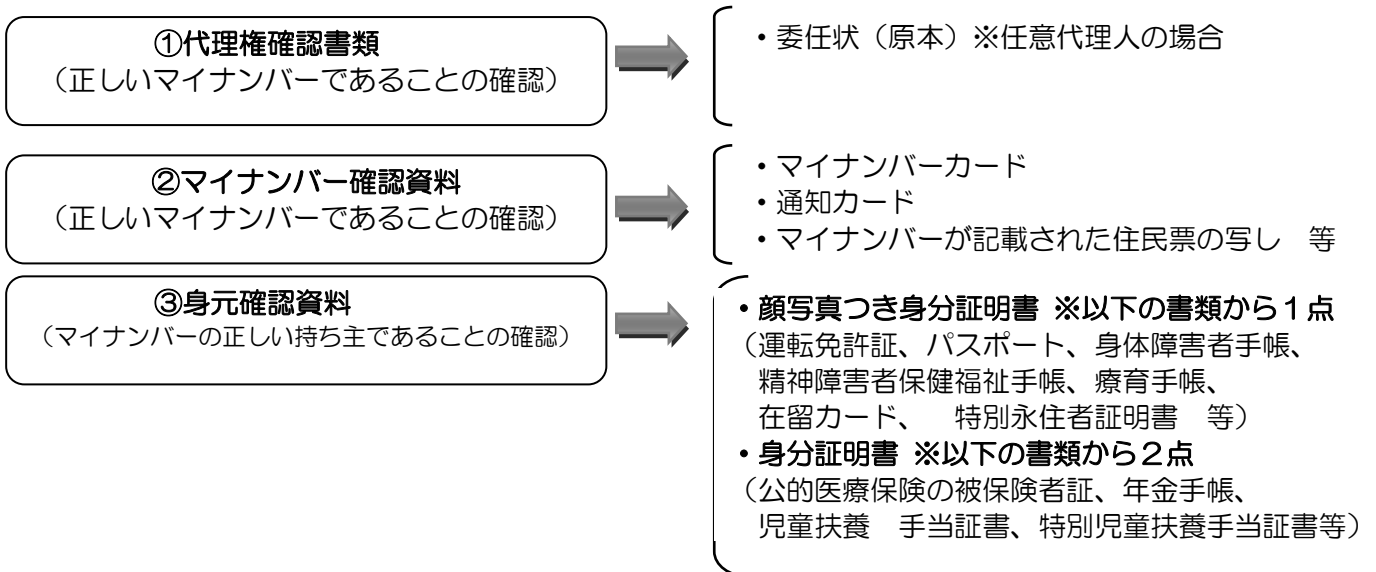 ①代理権確認書類
（正しいマイナンバーであることの確認）
・委任状（原本）※任意代理人の場合
②マイナンバー確認資料
（正しいマイナンバーであることの確認）
・マイナンバーカード
・通知カード
・マイナンバーが記載された住民票の写し　等
③身元確認資料
（マイナンバーの正しい持ち主であることの確認）
・顔写真つき身分証明書 ※以下の書類から１点
（運転免許証、パスポート、身体障害者手帳、
精神障害者保健福祉手帳、療育手帳、
在留カード、　特別永住者証明書　等）
・身分証明書 ※以下の書類から２点
（公的医療保険の被保険者証、年金手帳、
児童扶養　手当証書、特別児童扶養手当証書等）